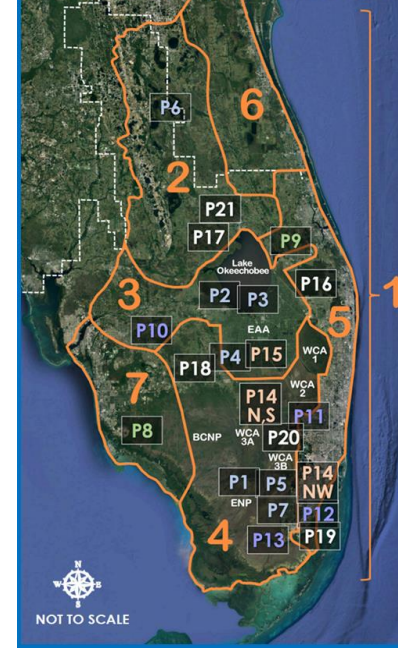 6
P6
2
P21
P17
P9
Lake
Okeechobee
P16
1
3
P2
P3
5
P10
EAA
WCA
1
P18
P4
P15
7
WCA
2
P14
N,S
P11
P8
BCNP
WCA
3A
P20
WCA
3B
P14
NW
P1
P5
ENP
P7
P12
4
P13
P19
N
W
E
S
NOT TO SCALE